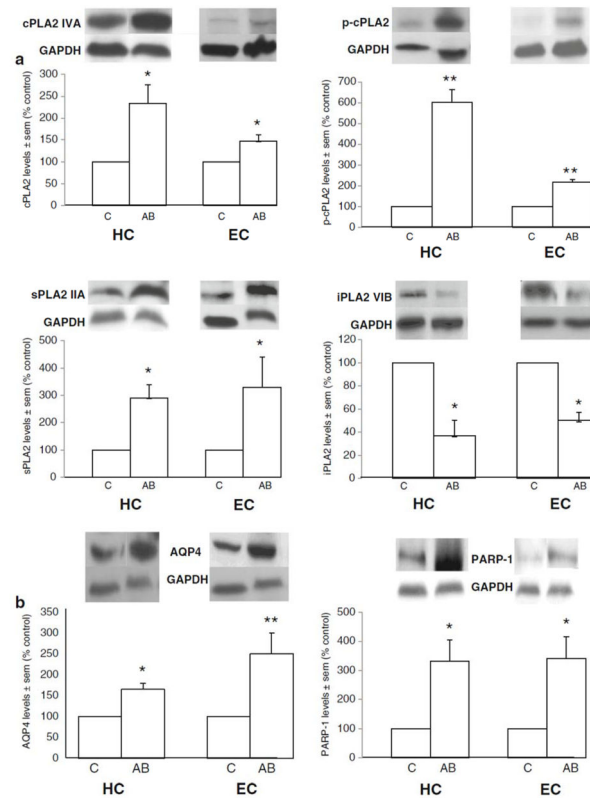 cPLA2 IVA
GAPDH
a
cPLA2 levels ± sem (% control)
300
250
200
150
100
50
0
*
*
C AB C AB
HC EC
p-cPLA2
GAPDH
p-cPLA2 levels ± sem (% control)
700
600
500
400
300
200
100
0
**
**
C AB C AB
HC EC
sPLA2 IIA
GAPDH
sPLA2 levels ± sem (% control)
500
400
300
200
100
0
*
*
C AB C AB
HC EC
iPLA2 VIB
GAPDH
iPLA2 levels ± sem (% control)
120
100
80
60
40
20
0
*
*
C AB C AB
HC EC
AQP4
GAPDH
b
AQP4 levels ± sem (% control)
350
300
250
200
150
100
50
0
*
**
C AB C AB
HC EC
PARP-1
GAPDH
PARP-1 levels ± sem (% control)
500
400
300
200
100
0
*
*
C AB C AB
HC EC